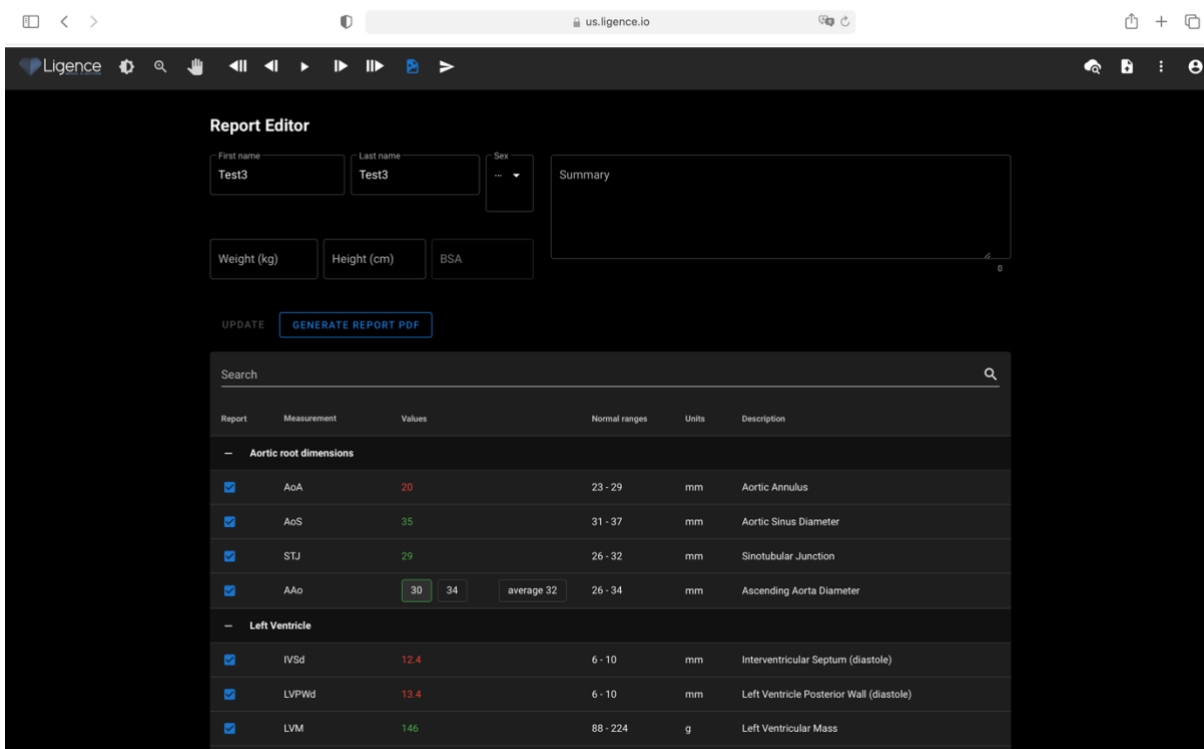 us.ligence.io
Ligence
Report Editor
First name
Test3
Last name
Test3
Sex
...
Summary
Weight (kg)
Height (cm)
BSA
0
UPDATE
GENERATE REPORT PDF
Search
Report Measurement Values Normal ranges Units Description
− Aortic root dimensions
AoA 20 23 - 29 mm Aortic Annulus
AoS 35 31 - 37 mm Aortic Sinus Diameter
STJ 29 26 - 32 mm Sinotubular Junction
AAo 30 34 average 32 26 - 34 mm Ascending Aorta Diameter
− Left Ventricle
IVSd 12.4 6 - 10 mm Interventricular Septum (diastole)
LVPWd 13.4 6 - 10 mm Left Ventricle Posterior Wall (diastole)
LVM 146 88 - 224 g Left Ventricular Mass